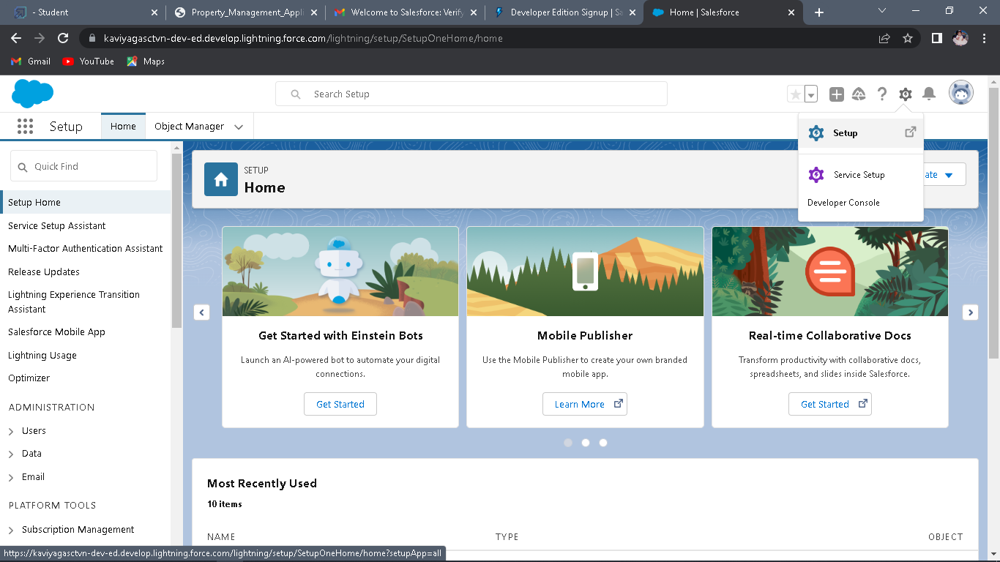 - Student
Property_Management_Appli
Welcome to Salesforce: Verify
Developer Edition Signup | Sa
Home | Salesforce
kaviyagasctvn-dev-ed.develop.lightning.force.com/lightning/setup/SetupOneHome/home
Gmail
YouTube
Maps
Search Setup
Setup
Home
Object Manager
Setup
Service Setup
Developer Console
Quick Find
Setup Home
Service Setup Assistant
Multi-Factor Authentication Assistant
Release Updates
Lightning Experience Transition
Assistant
Salesforce Mobile App
Lightning Usage
Optimizer
ADMINISTRATION
Users
Data
Email
PLATFORM TOOLS
Subscription Management
SETUP
Home
ate
Get Started with Einstein Bots
Launch an AI-powered bot to automate your digital
connections.
Get Started
Mobile Publisher
Use the Mobile Publisher to create your own branded
mobile app.
Learn More
Real-time Collaborative Docs
Transform productivity with collaborative docs,
spreadsheets, and slides inside Salesforce.
Get Started
Most Recently Used
10 items
NAME
TYPE
OBJECT
https://kaviyagasctvn-dev-ed.develop.lightning.force.com/lightning/setup/SetupOneHome/home?setupApp=all